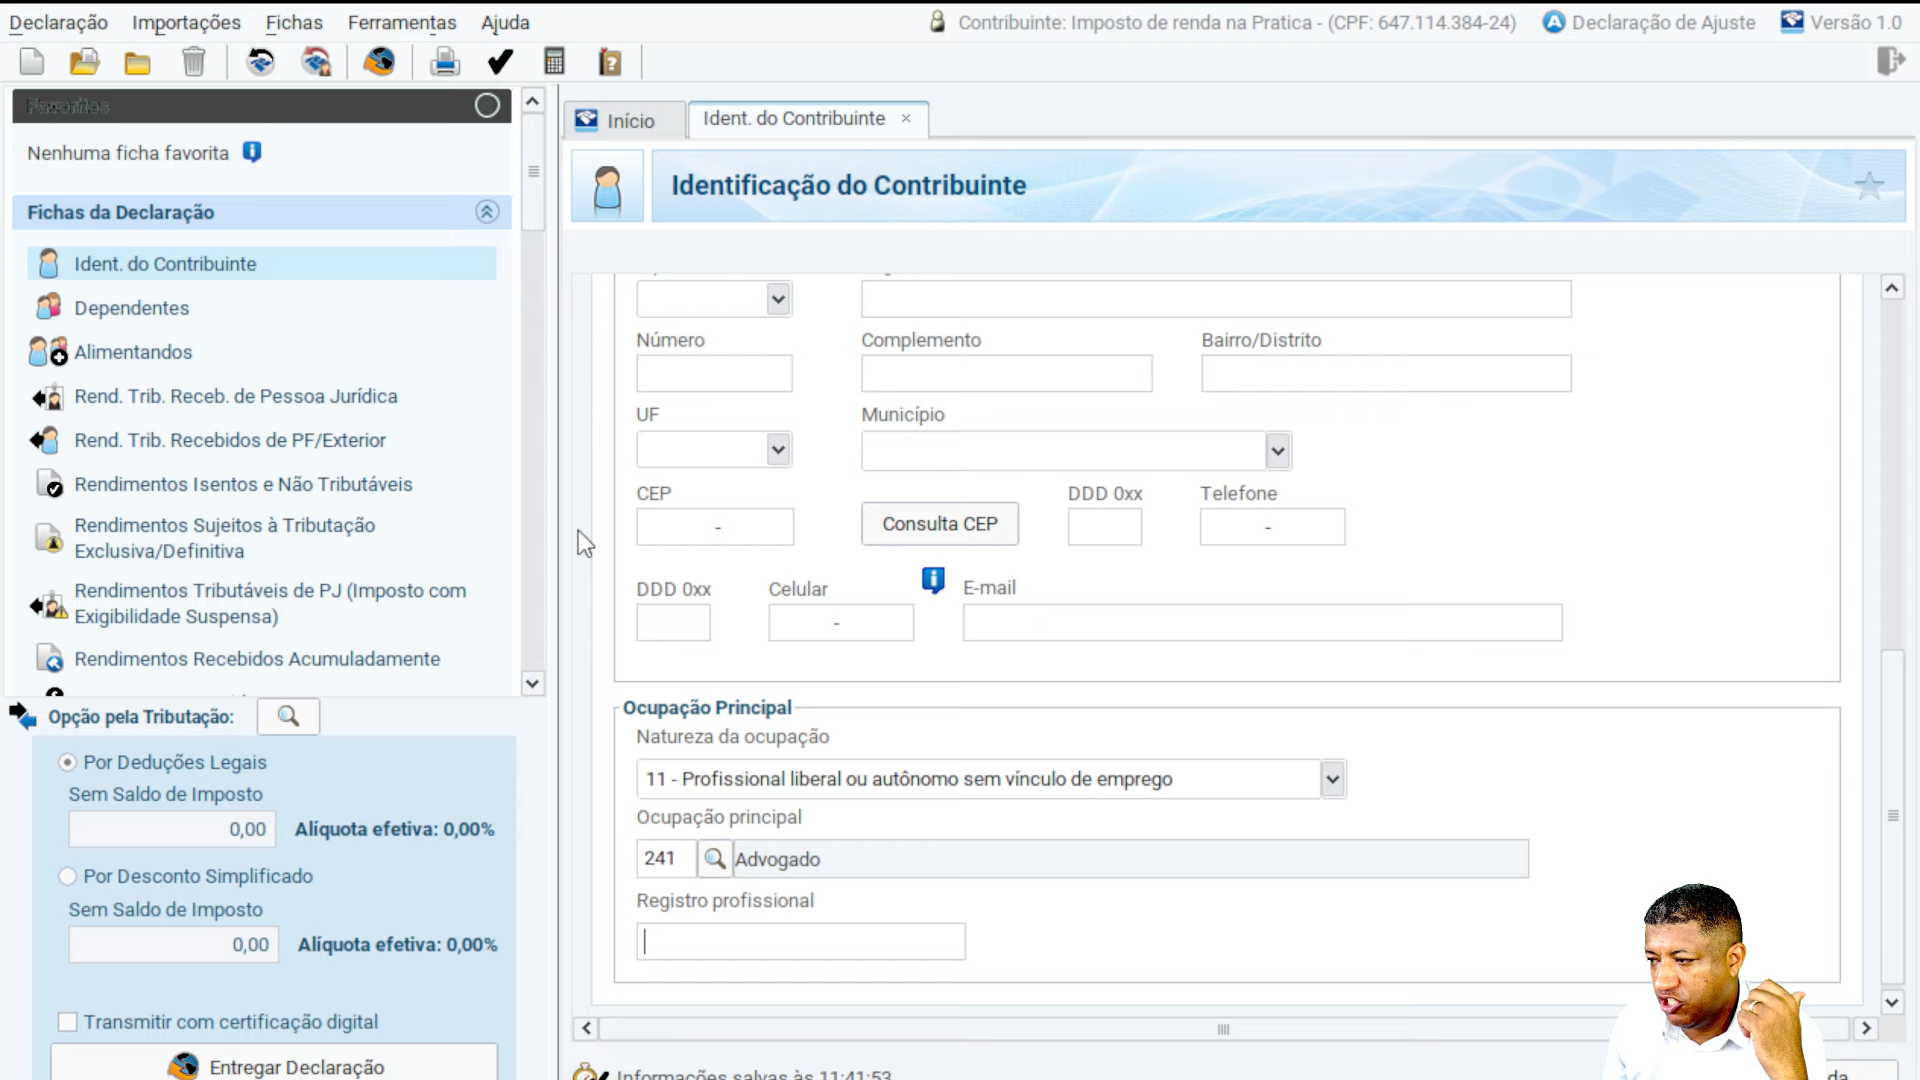 Declaração Importações Fichas Ferramentas Ajuda
Contribuinte: Imposto de renda na Pratica - (CPF: 647.114.384-24) Declaração de Ajuste Versão 1.0
Favoritos
Nenhuma ficha favorita
Fichas da Declaração
Ident. do Contribuinte
Dependentes
Alimentandos
Rend. Trib. Receb. de Pessoa Jurídica
Rend. Trib. Recebidos de PF/Exterior
Rendimentos Isentos e Não Tributáveis
Rendimentos Sujeitos à Tributação
Exclusiva/Definitiva
Rendimentos Tributáveis de PJ (Imposto com
Exigibilidade Suspensa)
Rendimentos Recebidos Acumuladamente
Opção pela Tributação:
Por Deduções Legais
Sem Saldo de Imposto
0,00 Alíquota efetiva: 0,00%
Por Desconto Simplificado
Sem Saldo de Imposto
0,00 Alíquota efetiva: 0,00%
Transmitir com certificação digital
Entregar Declaração
Início Ident. do Contribuinte ×
Identificação do Contribuinte
Número Complemento Bairro/Distrito
UF Município
CEP DDD 0xx Telefone
- Consulta CEP -
DDD 0xx Celular E-mail
-
Ocupação Principal
Natureza da ocupação
11 - Profissional liberal ou autônomo sem vínculo de emprego
Ocupação principal
241 Advogado
Registro profissional
Informações salvas às 11:41:53